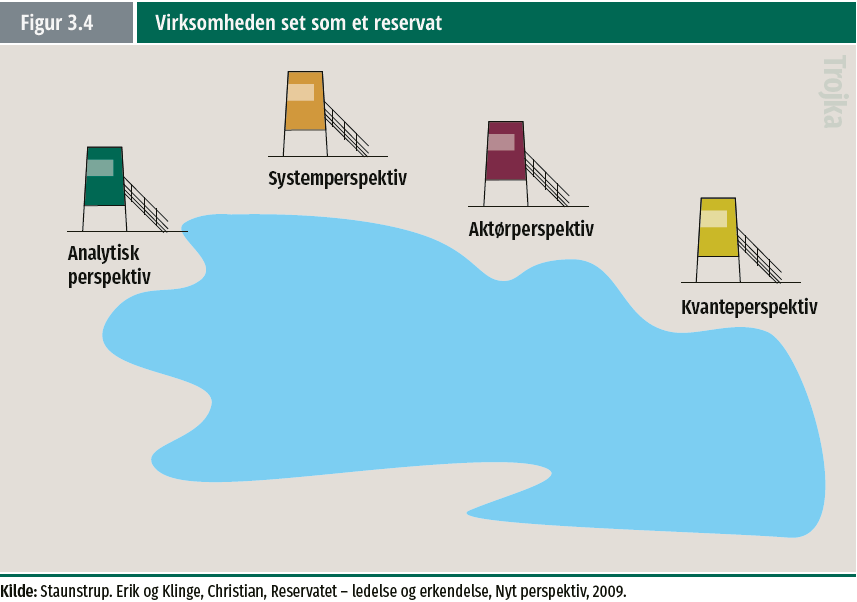 Figur 3.4
Virksomheden set som et reservat
Trojka
Systemperspektiv
Aktørperspektiv
Analytisk
perspektiv
Kvanteperspektiv
Kilde: Staunstrup. Erik og Klinge, Christian, Reservatet – ledelse og erkendelse, Nyt perspektiv, 2009.